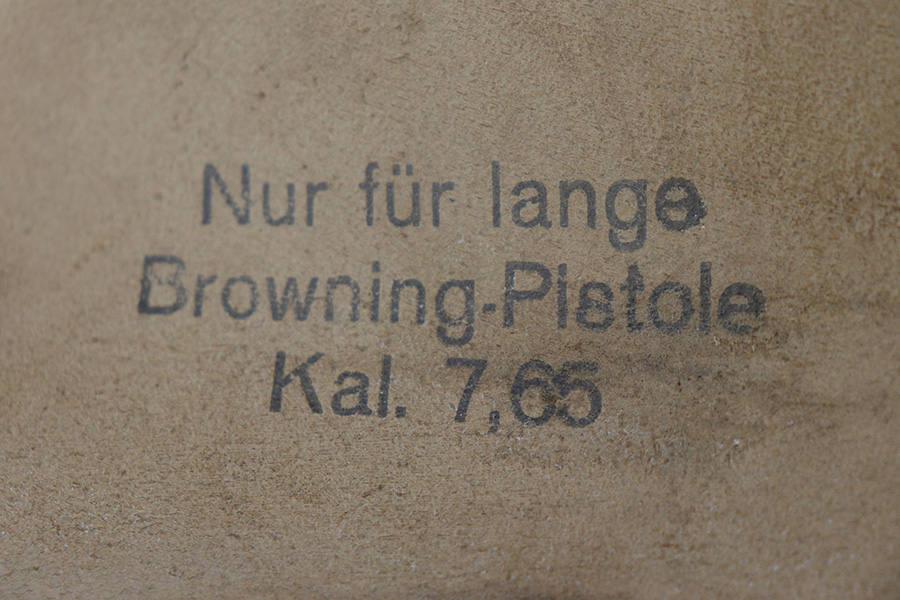 Nur für lange
Browning-Pistole
Kal. 7,65